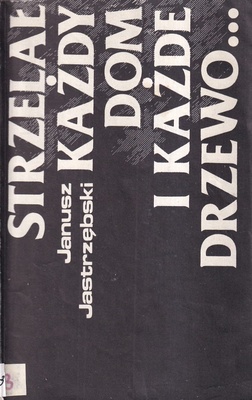 STRZELAŁ
KAŻDY
Janusz
Jastrzębski
DOM
I KAŻDE
DRZEWO...